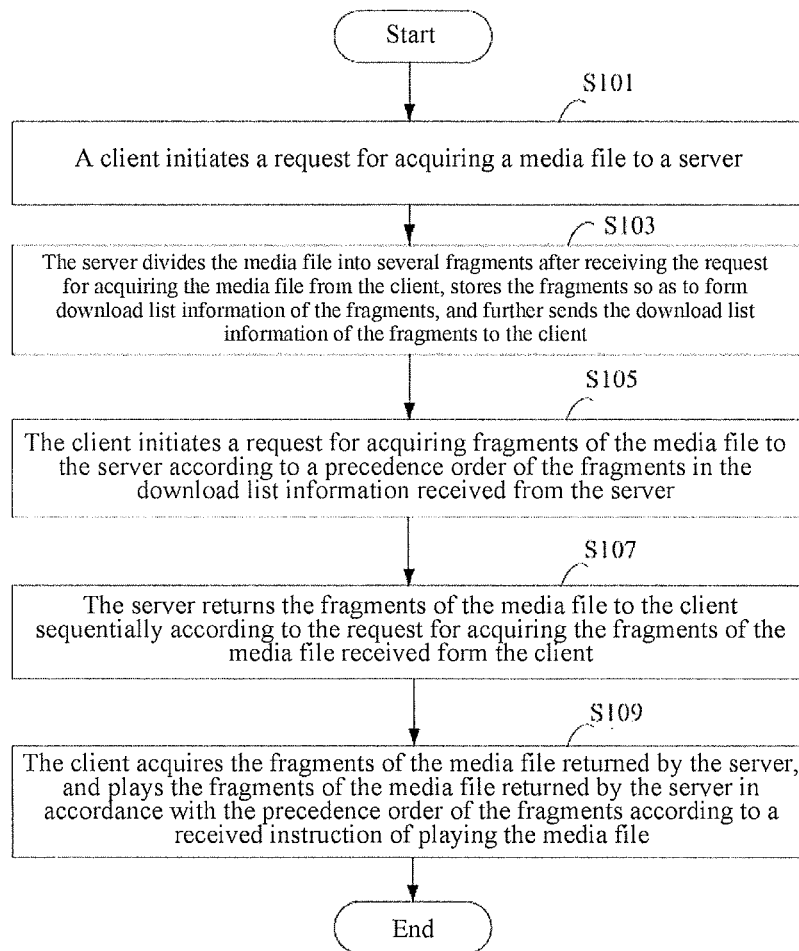 Start
S101
A client initiates a request for acquiring a media file to a server
S103
The server divides the media file into several fragments after receiving the request
for acquiring the media file from the client, stores the fragments so as to form
download list information of the fragments, and further sends the download list
information of the fragments to the client
S105
The client initiates a request for acquiring fragments of the media file to
the server according to a precedence order of the fragments in the
download list information received from the server
S107
The server returns the fragments of the media file to the client
sequentially according to the request for acquiring the fragments of the
media file received form the client
S109
The client acquires the fragments of the media file returned by the server,
and plays the fragments of the media file returned by the server in
accordance with the precedence order of the fragments according to a
received instruction of playing the media file
End